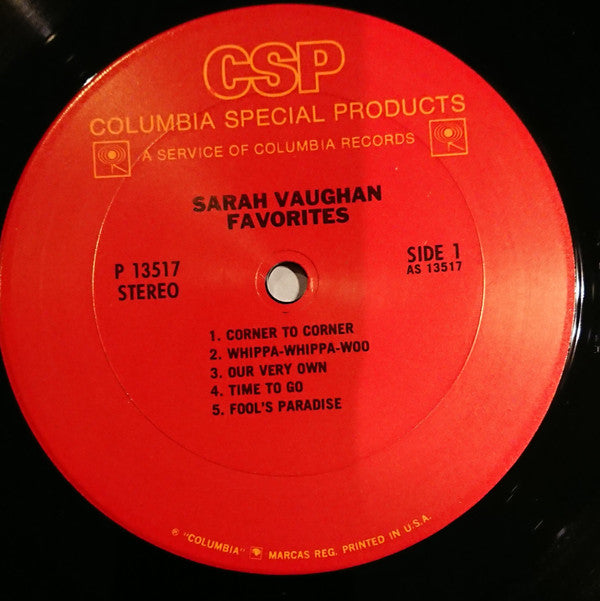 CSP
COLUMBIA SPECIAL PRODUCTS
A SERVICE OF COLUMBIA RECORDS
SARAH VAUGHAN
FAVORITES
P 13517
STEREO
SIDE 1
AS 13517
1. CORNER TO CORNER
2. WHIPPA-WHIPPA-WOO
3. OUR VERY OWN
4. TIME TO GO
5. FOOL'S PARADISE
® "COLUMBIA" MARCAS REG. PRINTED IN U.S.A.